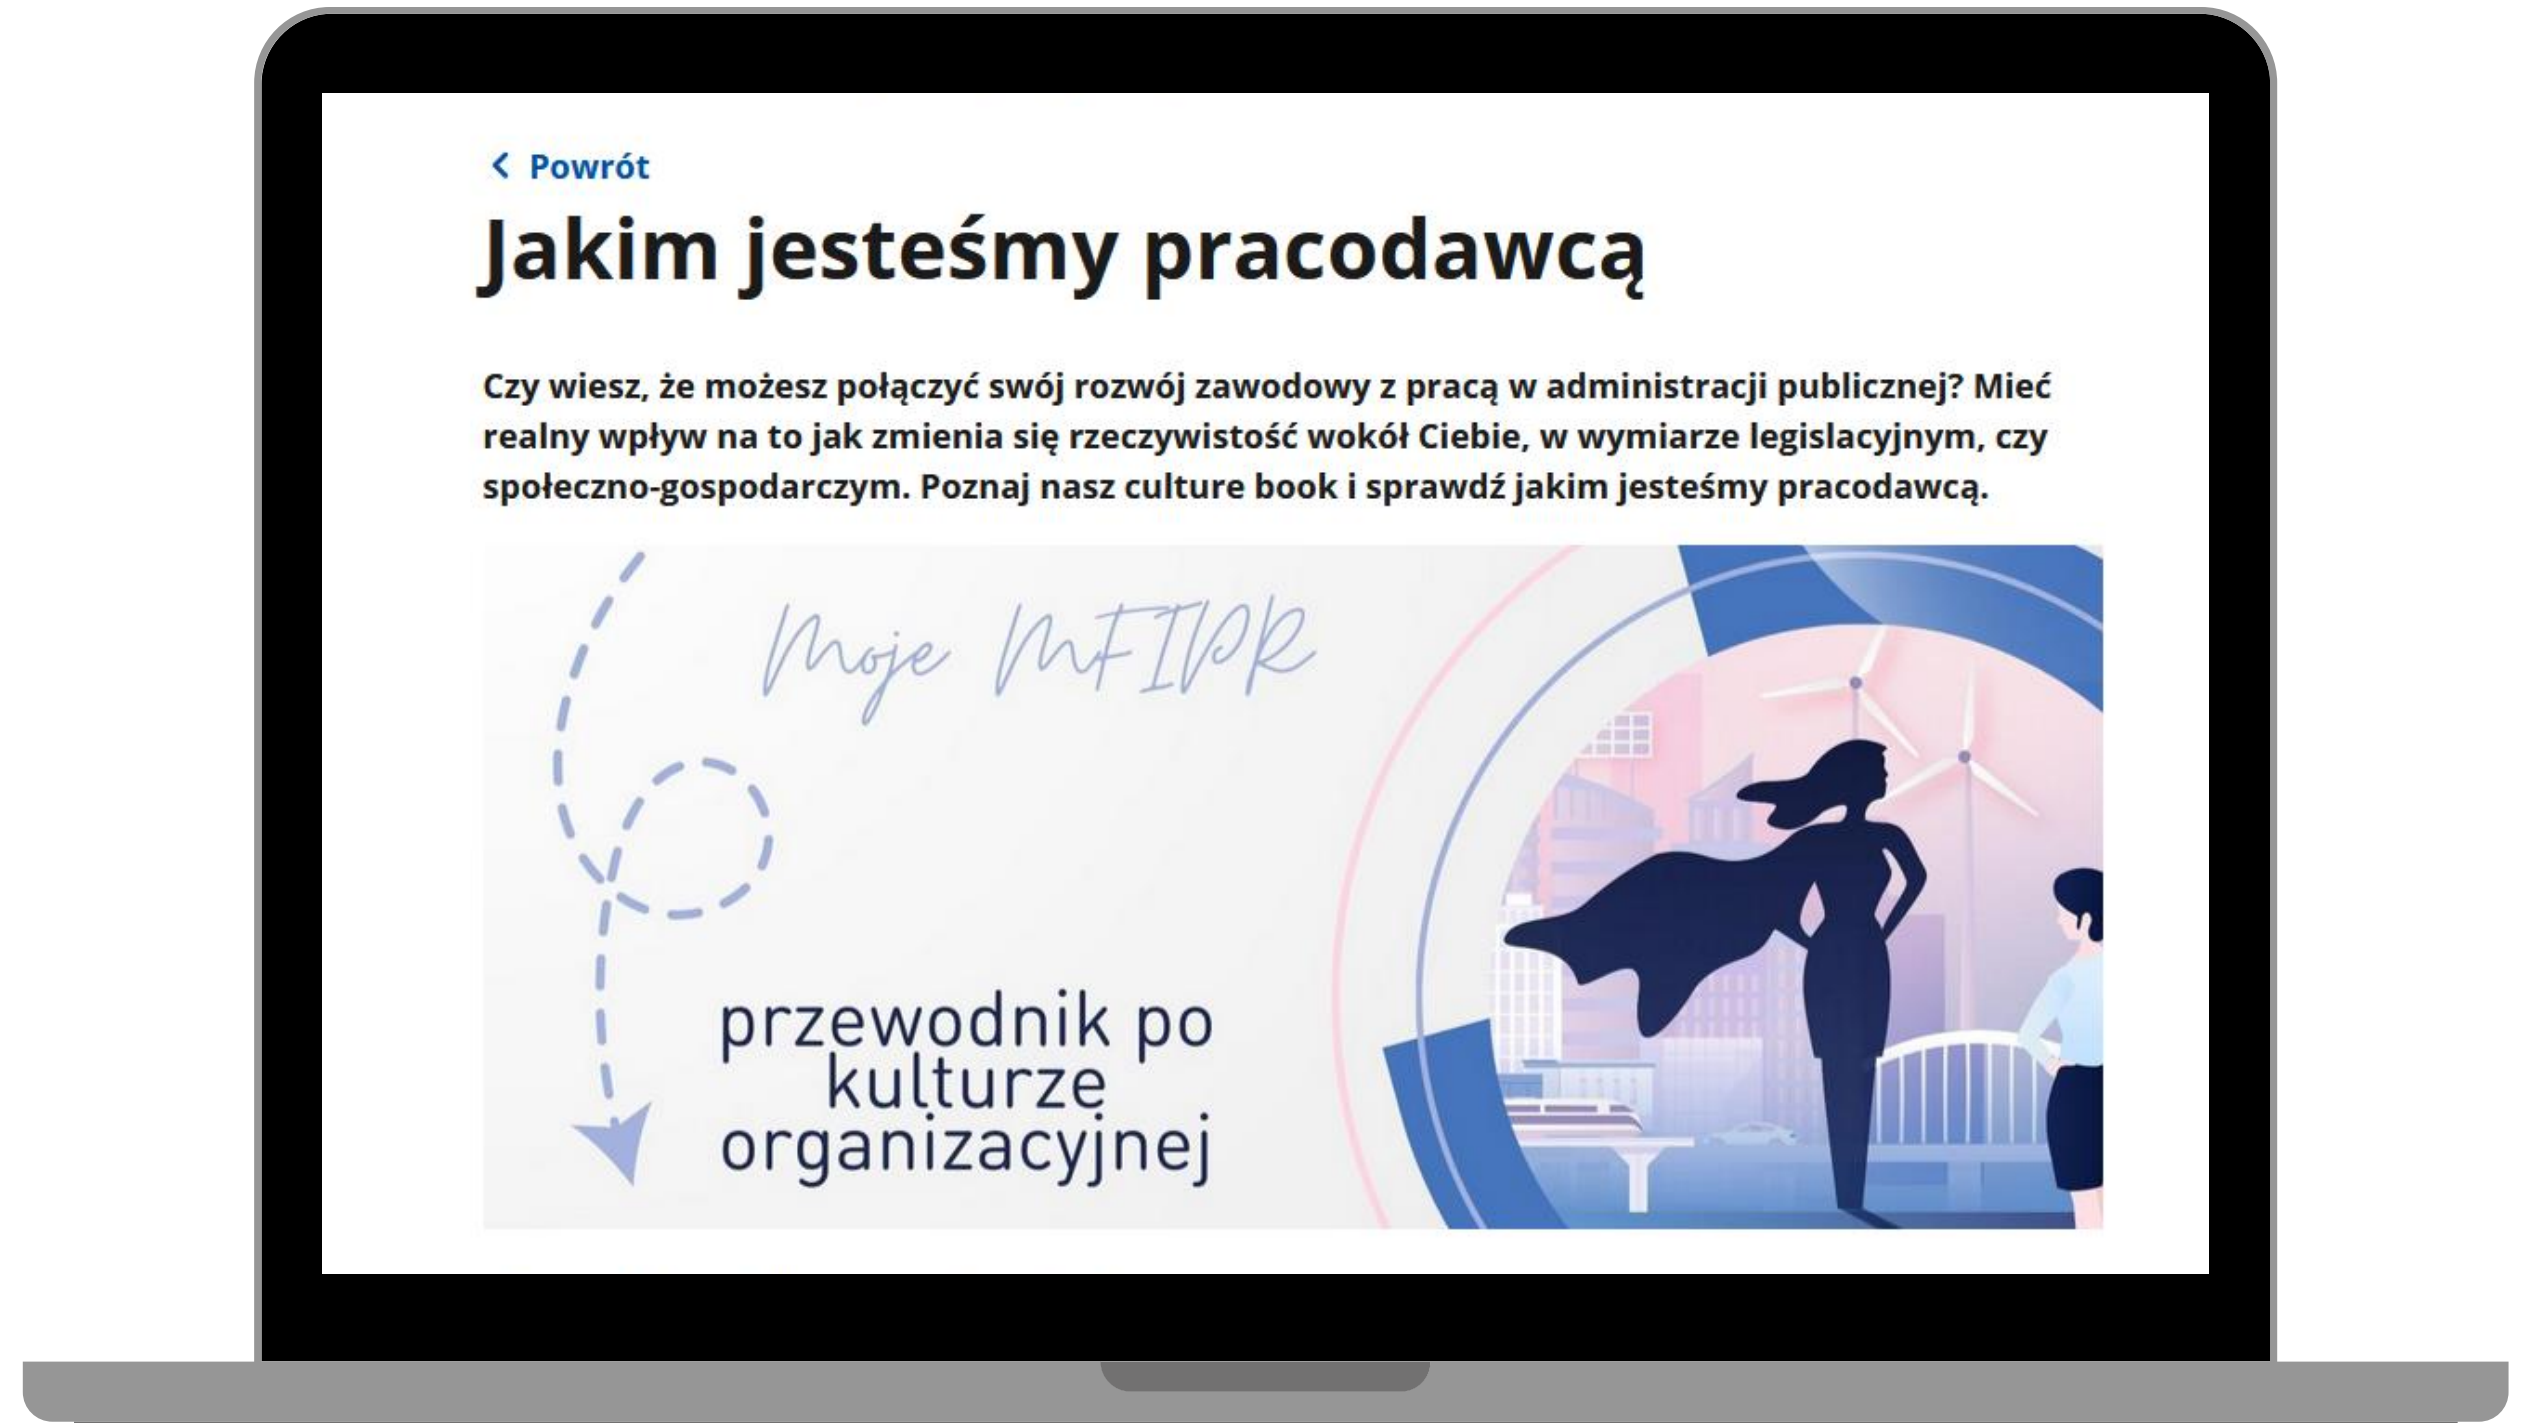 Powrót
Jakim jesteśmy pracodawcą
Czy wiesz, że możesz połączyć swój rozwój zawodowy z pracą w administracji publicznej? Mieć
realny wpływ na to jak zmienia się rzeczywistość wokół Ciebie, w wymiarze legislacyjnym, czy
społeczno-gospodarczym. Poznaj nasz culture book i sprawdź jakim jesteśmy pracodawcą.
Moje MFIPR
przewodnik po
kulturze
organizacyjnej